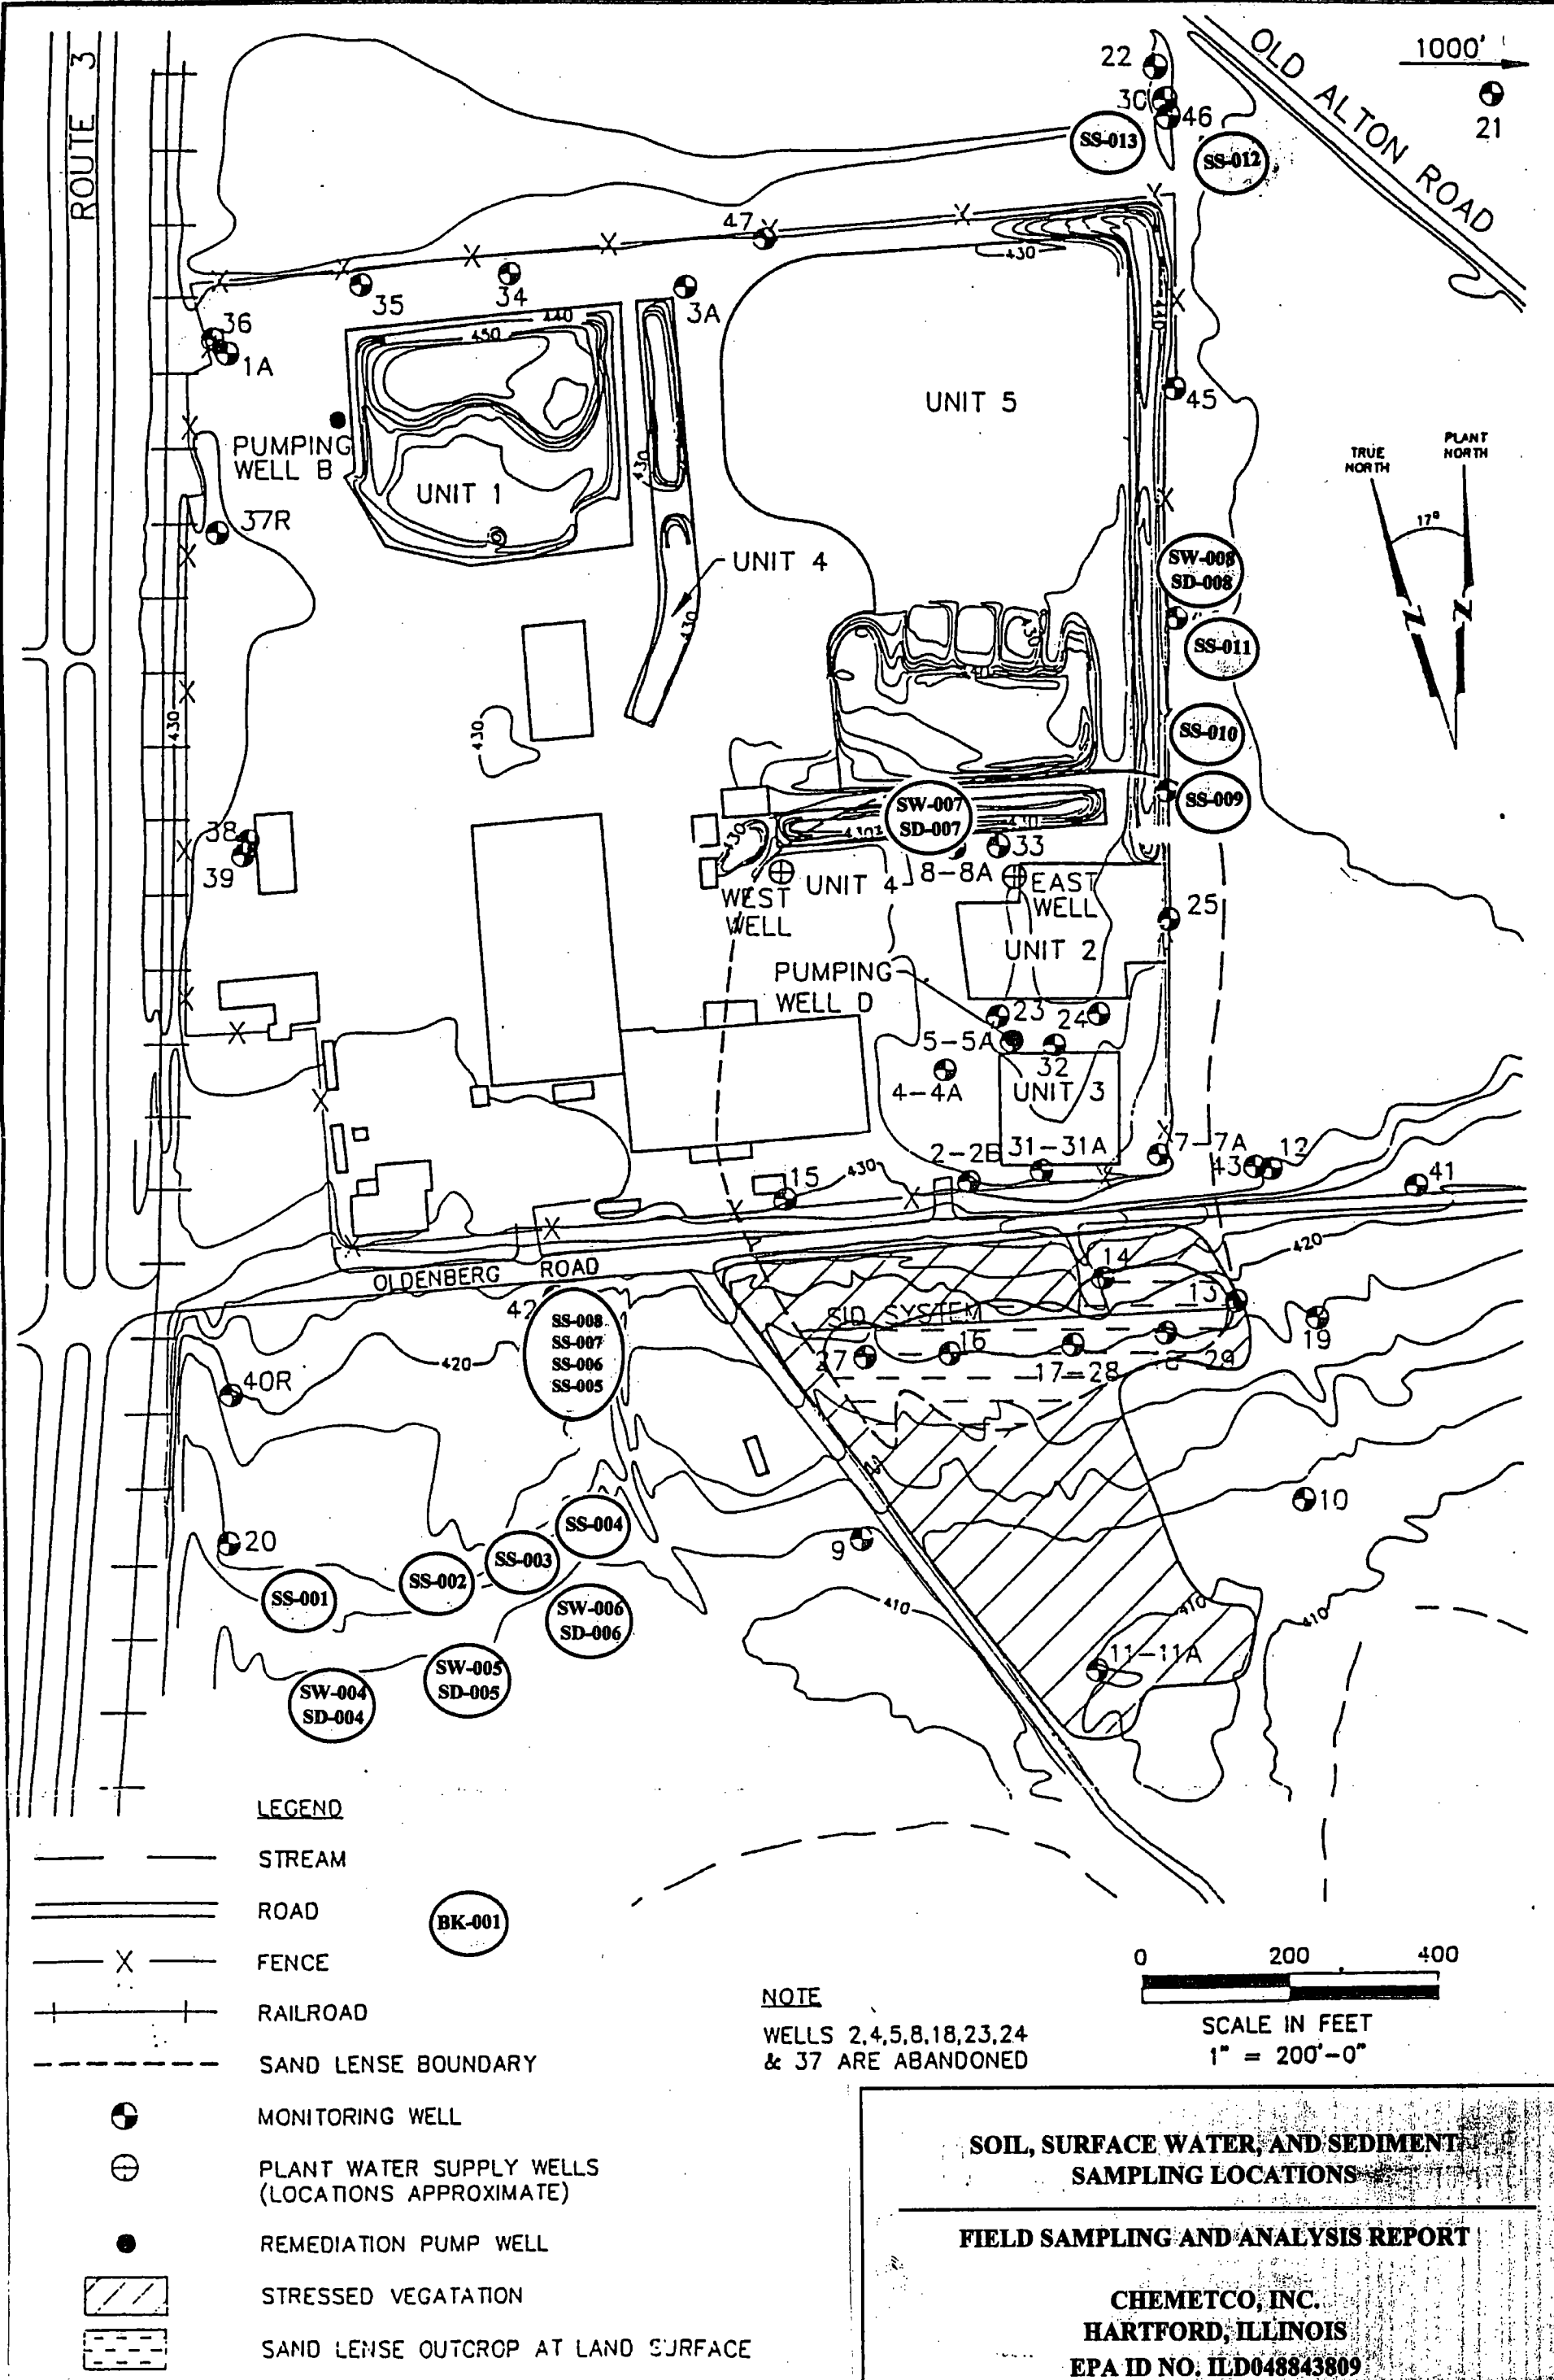 ROUTE 3
OLD ALTON ROAD
1000'
21
22
30
46
SS-013
SS-012
47
430
35
34
3A
36
1A
440
450
440
UNIT 5
45
PUMPING
WELL B
UNIT 1
430
TRUE
NORTH
PLANT
NORTH
17°
N
N
37R
UNIT 4
SW-008
SD-008
430
430
SS-011
430
430
SS-010
SS-009
SW-007
SD-007
430
430
430
38
39
33
8-8A
UNIT 4
WEST
WELL
EAST
WELL
25
UNIT 2
PUMPING
WELL D
23
24
5-5A
32
4-4A
UNIT 3
2-2B
31-31A
7-7A
43
12
41
15
430
OLDENBERG ROAD
14
420
13
42
SS-008
SS-007
SS-006
SS-005
SID SYSTEM
19
420
27
16
17-28
29
40R
10
20
9
SS-004
SS-003
SS-002
SS-001
SW-006
SD-006
410
410
410
11-11A
SW-005
SD-005
SW-004
SD-004
LEGEND
STREAM
ROAD
BK-001
FENCE
X
RAILROAD
SAND LENSE BOUNDARY
MONITORING WELL
PLANT WATER SUPPLY WELLS
(LOCATIONS APPROXIMATE)
REMEDIATION PUMP WELL
STRESSED VEGATATION
SAND LENSE OUTCROP AT LAND SURFACE
NOTE
WELLS 2,4,5,8,18,23,24
& 37 ARE ABANDONED
0 200 400
SCALE IN FEET
1" = 200'-0"
SOIL, SURFACE WATER, AND SEDIMENT
SAMPLING LOCATIONS
FIELD SAMPLING AND ANALYSIS REPORT
CHEMETCO, INC.
HARTFORD, ILLINOIS
EPA ID NO. ILD048843809